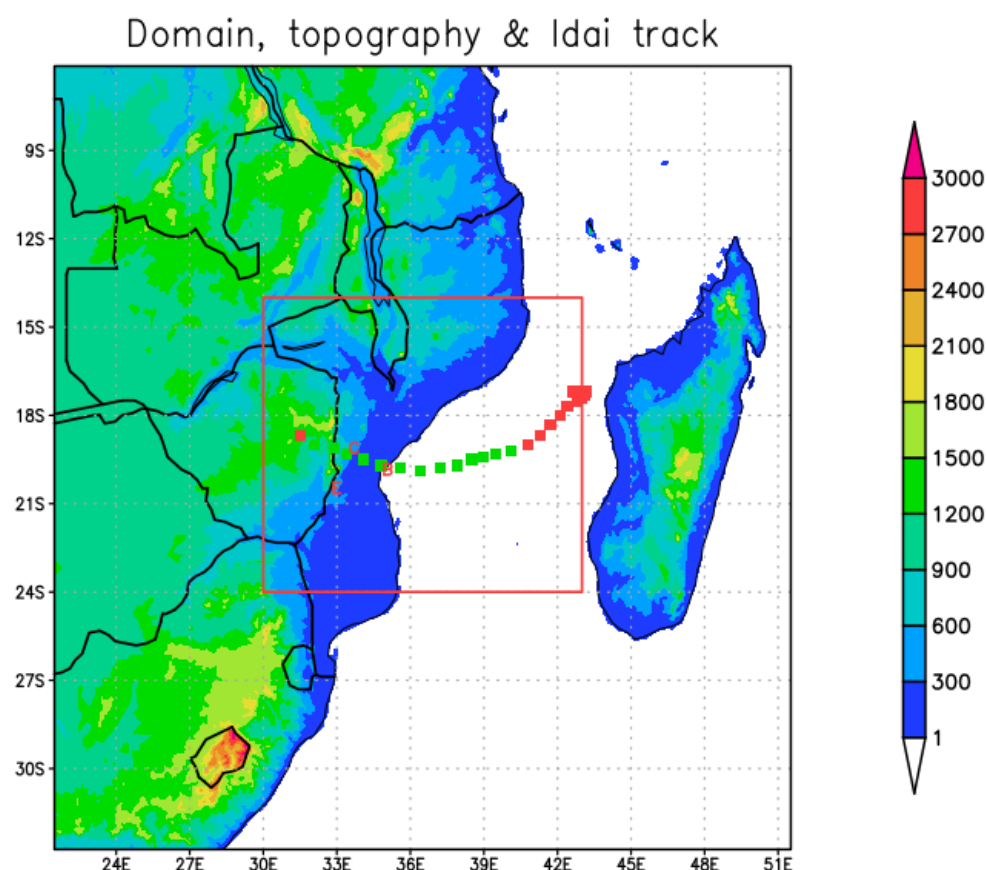 Domain, topography & Idai track
9S
12S
15S
18S
21S
24S
27S
30S
24E
27E
30E
33E
36E
39E
42E
45E
48E
51E
C
B
E
3000
2700
2400
2100
1800
1500
1200
900
600
300
1